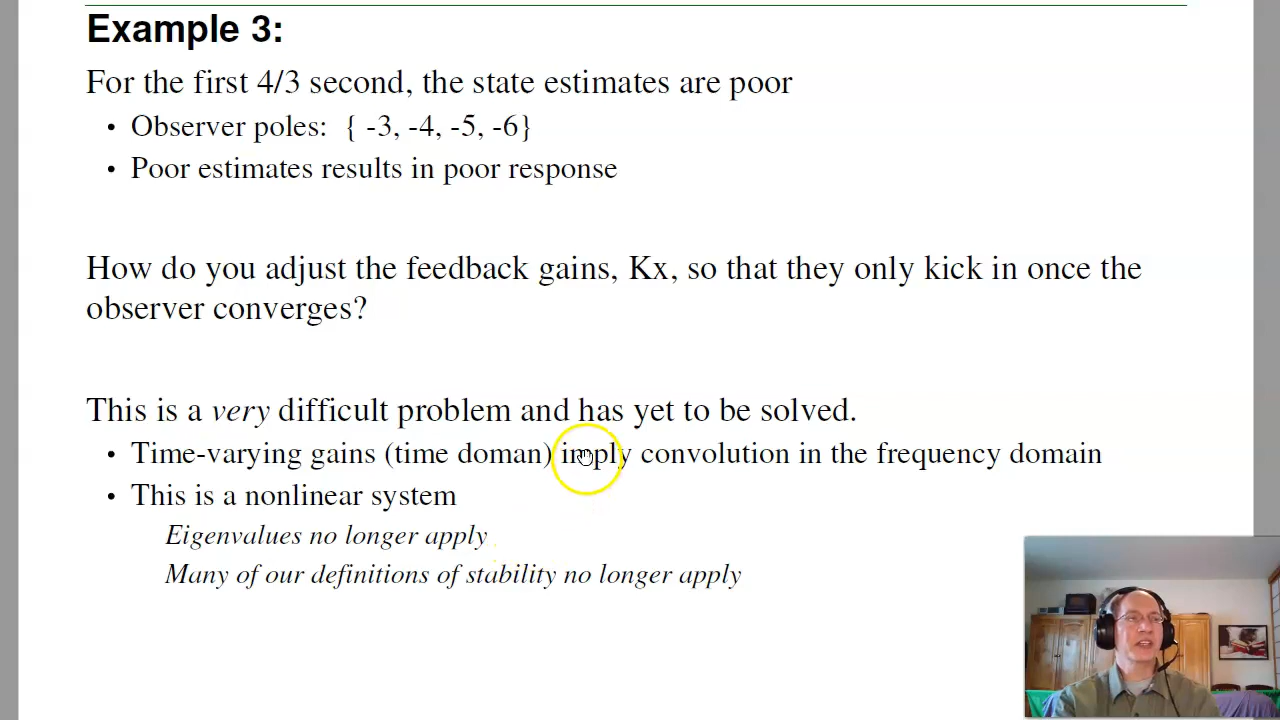 Example 3:
For the first 4/3 second, the state estimates are poor
• Observer poles: { -3, -4, -5, -6}
• Poor estimates results in poor response
How do you adjust the feedback gains, Kx, so that they only kick in once the
observer converges?
This is a very difficult problem and has yet to be solved.
• Time-varying gains (time doman) imply convolution in the frequency domain
• This is a nonlinear system
Eigenvalues no longer apply
Many of our definitions of stability no longer apply